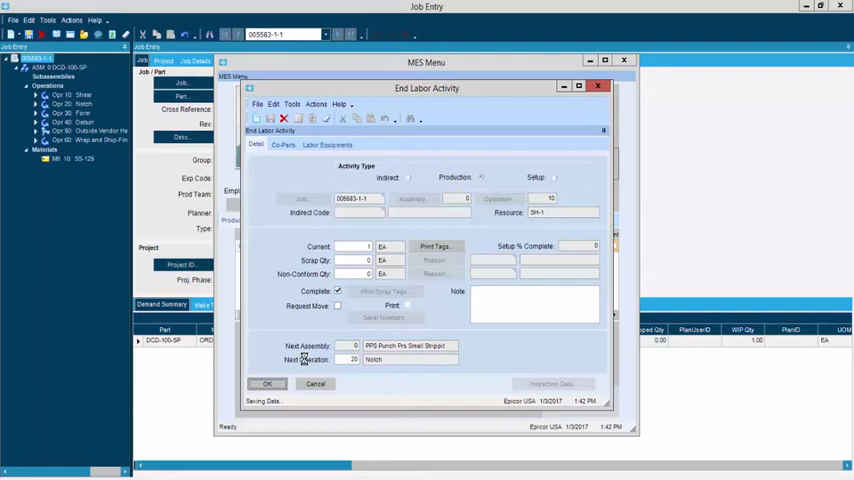 Job Entry
File Edit Tools Actions Help
005583-1-1
Job Entry
005583-1-1
ASM: 0 DCD-100-SP
Subassemblies
Operations
Opr 10: Shear
Opr 20: Notch
Opr 30: Form
Opr 40: Deburr
Opr 50: Outside Vendor He
Opr 60: Wrap and Ship-Fin
Materials
Mtl 10: SS-125
Job Project Job Details
Job / Part
Job...
Part...
Cross Reference:
Rev:
Desc...
Group:
Exp Code:
Prod Team:
Planner:
Type:
Project
Project ID...
Proj. Phase:
Demand Summary Make T
Part
DCD-100-SP ORD
pped Qty PlanUserID WIP Qty PlanID UOM
0.00 1.00 EA
MES Menu
MES Menu
Emplo
Produc
Ready Epicor USA 1/3/2017 1:42 PM
End Labor Activity
File Edit Tools Actions Help
End Labor Activity
Detail Co-Parts Labor Equipments
Activity Type
Indirect: Production: Setup:
Job... 005583-1-1 Assembly... 0 Operation... 10
Indirect Code: Resource: SH-1
Current: 1 EA Print Tags... Setup % Complete: 0
Scrap Qty: 0 EA Reason...
Non-Conform Qty: 0 EA Reason...
Complete: Print Scrap Tags... Note:
Request Move: Print:
Serial Numbers...
Next Assembly: 0 PPS Punch Prs Small Strippit
Next Operation: 20 Notch
OK Cancel Inspection Data...
Saving Data... Epicor USA 1/3/2017 1:42 PM